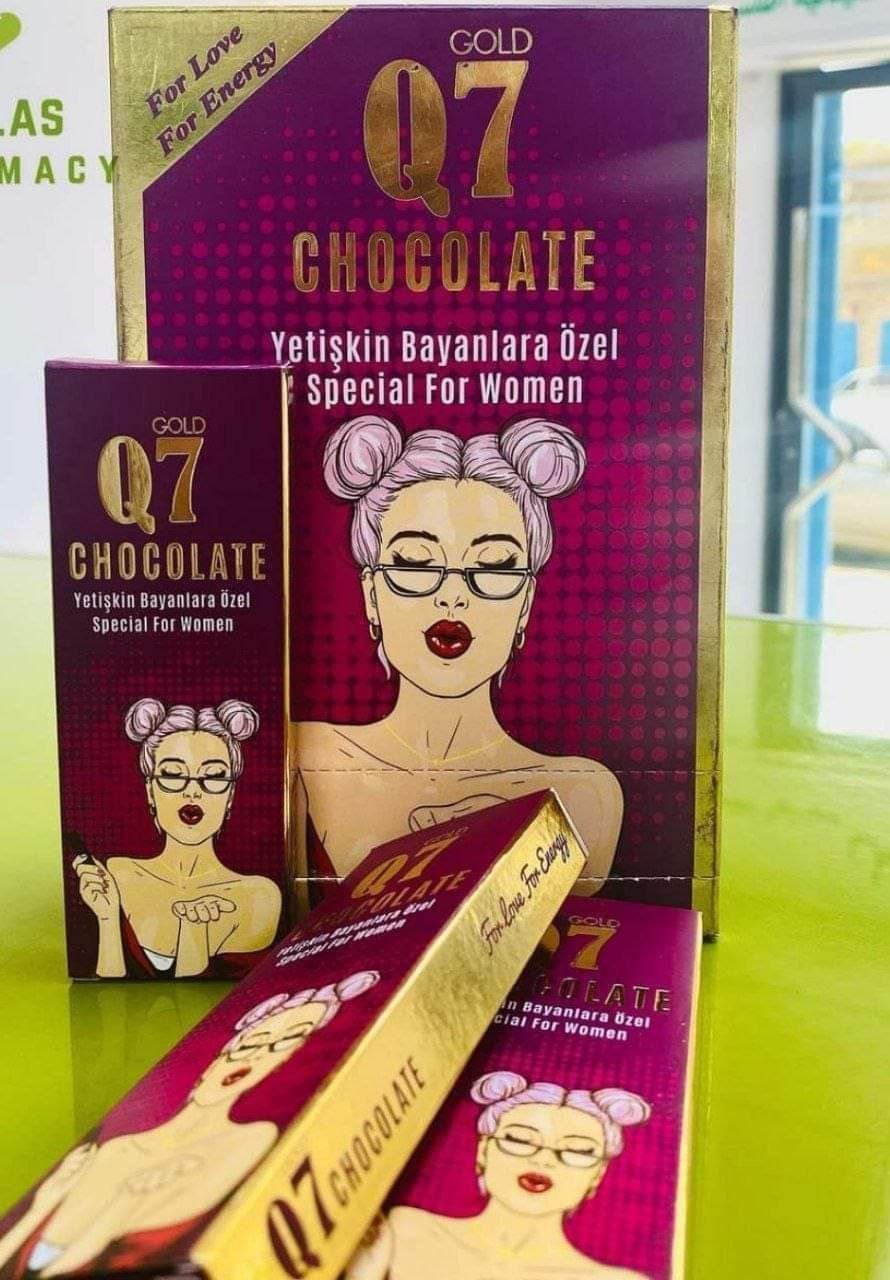 LAS
MACY
For Love
For Energy
GOLD
Q7
CHOCOLATE
Yetişkin Bayanlara Özel
Special For Women
GOLD
Q7
CHOCOLATE
Yetişkin Bayanlara Özel
Special For Women
GOLD
Q7
CHOCOLATE
Yetişkin Bayanlara Özel
Special For Women
For Love For Energy
Q7 CHOCOLATE
GOLD
Q7
COLATE
Bayanlara Özel
For Women